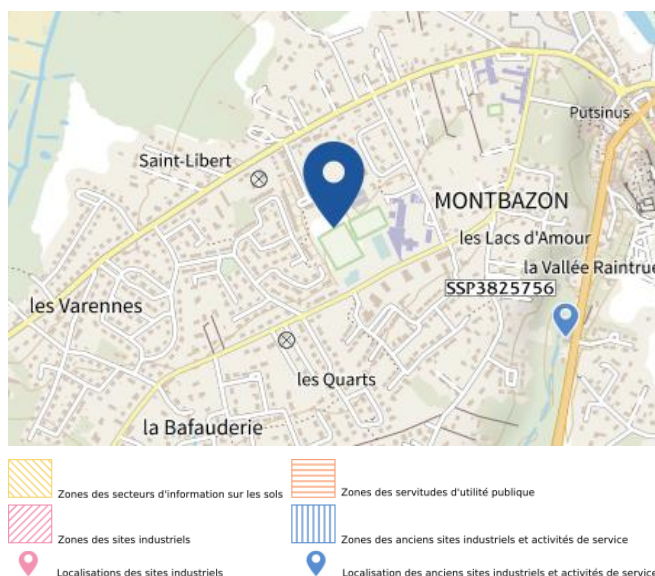 Putsinus
Saint-Libert
MONTBAZON
les Lacs d'Amour
la Vallée Raintrue
SSP3825756
les Varennes
les Quarts
la Bafauderie
Zones des secteurs d'information sur les sols
Zones des servitudes d'utilité publique
Zones des sites industriels
Zones des anciens sites industriels et activités de service
Localisations des sites industriels
Localisation des anciens sites industriels et activités de service